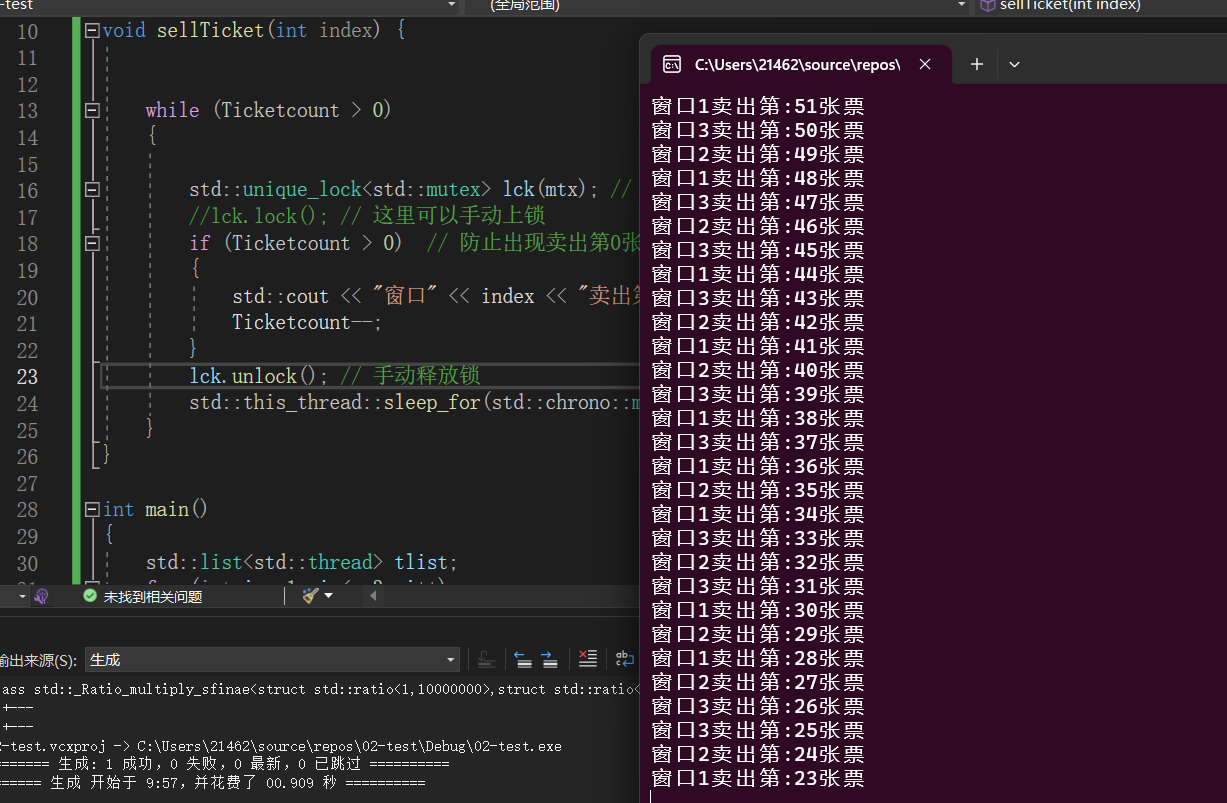 -test
(全局范围)
sellTicket(int index)
10 void sellTicket(int index) {
11
12
13 while (Ticketcount > 0)
14 {
15
16 std::unique_lock<std::mutex> lck(mtx); //
17 //lck.lock(); // 这里可以手动上锁
18 if (Ticketcount > 0) // 防止出现卖出第0张
19 {
20 std::cout << "窗口" << index << "卖出第
21 Ticketcount--;
22 }
23 lck.unlock(); // 手动释放锁
24 std::this_thread::sleep_for(std::chrono::m
25 }
26 }
27
28 int main()
29 {
30 std::list<std::thread> tlist;
未找到相关问题
输出来源(S): 生成
ass std::_Ratio_multiply_sfinae<struct std::ratio<1,10000000>,struct std::ratio<
+---
+---
2-test.vcxproj -> C:\Users\21462\source\repos\02-test\Debug\02-test.exe
======= 生成: 1 成功，0 失败，0 最新，0 已跳过 ==========
====== 生成 开始于 9:57，并花费了 00.909 秒 ==========
C:\Users\21462\source\repos\
窗口1卖出第:51张票
窗口3卖出第:50张票
窗口2卖出第:49张票
窗口1卖出第:48张票
窗口3卖出第:47张票
窗口2卖出第:46张票
窗口3卖出第:45张票
窗口1卖出第:44张票
窗口3卖出第:43张票
窗口2卖出第:42张票
窗口1卖出第:41张票
窗口2卖出第:40张票
窗口3卖出第:39张票
窗口1卖出第:38张票
窗口3卖出第:37张票
窗口1卖出第:36张票
窗口2卖出第:35张票
窗口1卖出第:34张票
窗口3卖出第:33张票
窗口2卖出第:32张票
窗口3卖出第:31张票
窗口1卖出第:30张票
窗口2卖出第:29张票
窗口1卖出第:28张票
窗口2卖出第:27张票
窗口3卖出第:26张票
窗口3卖出第:25张票
窗口2卖出第:24张票
窗口1卖出第:23张票